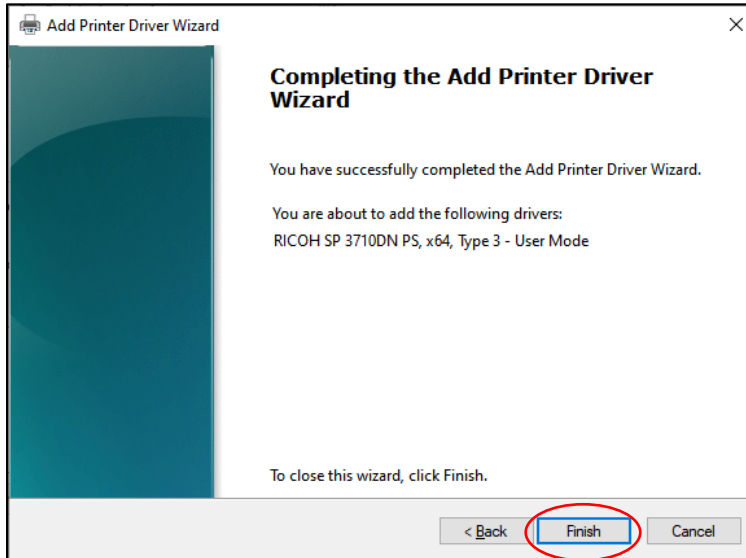 Add Printer Driver Wizard
Completing the Add Printer Driver
Wizard
You have successfully completed the Add Printer Driver Wizard.
You are about to add the following drivers:
RICOH SP 3710DN PS, x64, Type 3 - User Mode
To close this wizard, click Finish.
< Back
Finish
Cancel